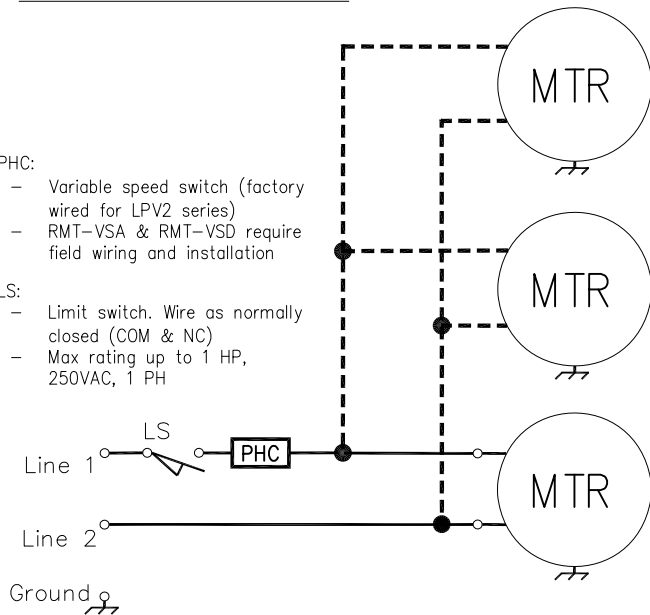 MTR
PHC:
– Variable speed switch (factory
wired for LPV2 series)
– RMT-VSA & RMT-VSD require
field wiring and installation
MTR
LS:
– Limit switch. Wire as normally
closed (COM & NC)
– Max rating up to 1 HP,
250VAC, 1 PH
LS
Line 1
PHC
MTR
Line 2
Ground